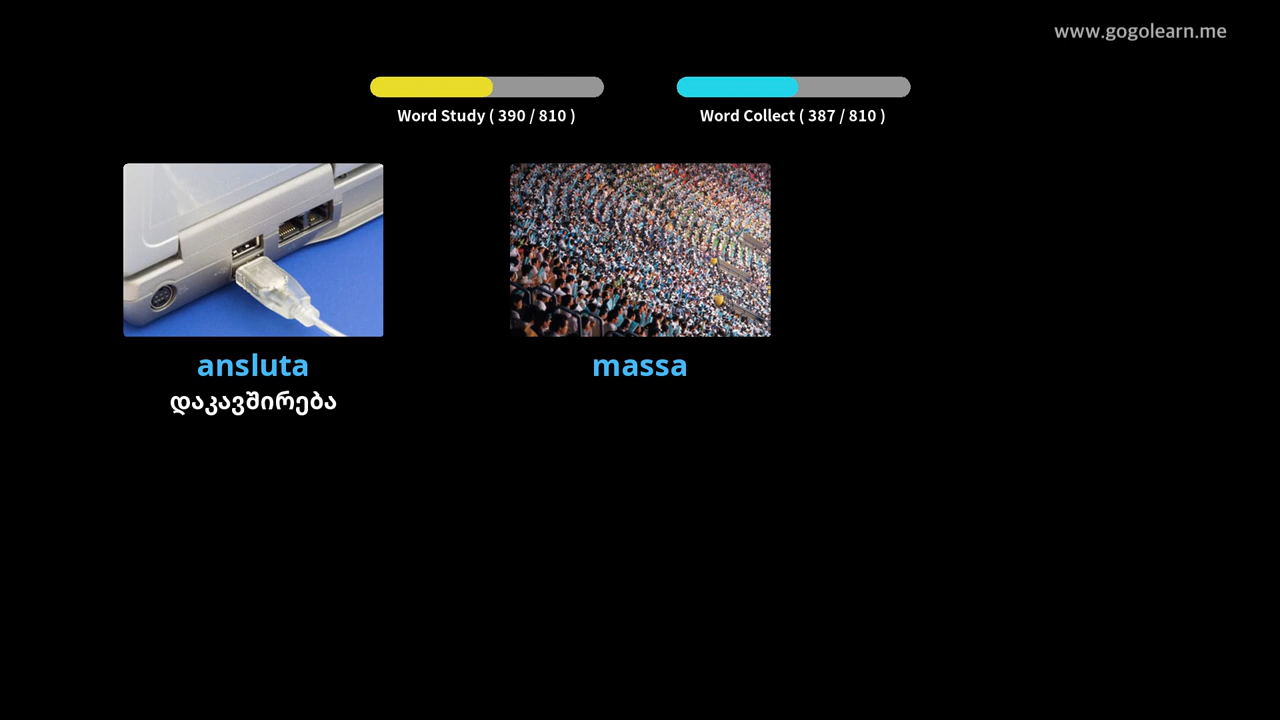 www.gogolearn.me
Word Study ( 390 / 810 )
Word Collect ( 387 / 810 )
ansluta
massa
დაკავშირება